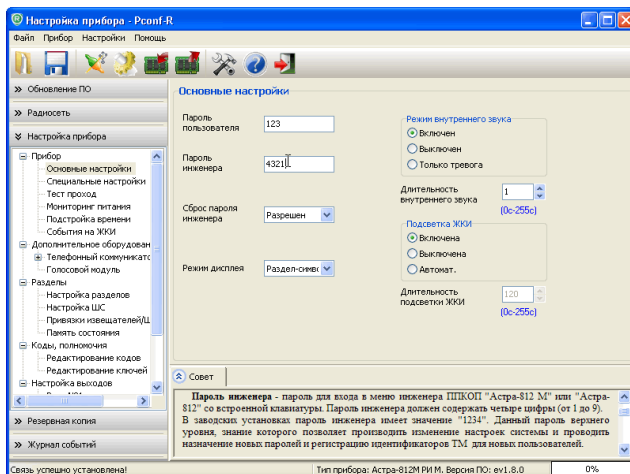 Настройка прибора - Pconf-R
Файл Прибор Настройки Помощь
Обновление ПО
Радиосеть
Настройка прибора
Прибор
Основные настройки
Специальные настройки
Тест проход
Мониторинг питания
Подстройка времени
События на ЖКИ
Дополнительное оборудован
Телефонный коммуникатс
Голосовой модуль
Разделы
Настройка разделов
Настройка ШС
Привязки извещателей/Ш
Память состояния
Коды, полномочия
Редактирование кодов
Редактирование ключей
Настройка выходов
Резервная копия
Журнал событий
Основные настройки
Пароль
пользователя
123
Пароль
инженера
4321
Сброс пароля
инженера
Разрешен
Режим дисплея
Раздел-симвс
Режим внутреннего звука
Включен
Выключен
Только тревога
Длительность
внутреннего звука
1
(0с-255с)
Подсветка ЖКИ
Включена
Выключена
Автомат.
Длительность
подсветки ЖКИ
120
(0с-255с)
Совет
Пароль инженера - пароль для входа в меню инженера ППКОП "Астра-812 М" или "Астра-
812" со встроенной клавиатуры. Пароль инженера должен содержать четыре цифры (от 1 до 9).
В заводских установках пароль инженера имеет значение "1234". Данный пароль верхнего
уровня, знание которого позволяет производить изменение настроек системы и проводить
назначение новых паролей и регистрацию идентификаторов ТМ для новых пользователей.
Связь успешно установлена!
Тип прибора: Астра-812М РИ М. Версия ПО: ev1.8.0
0%